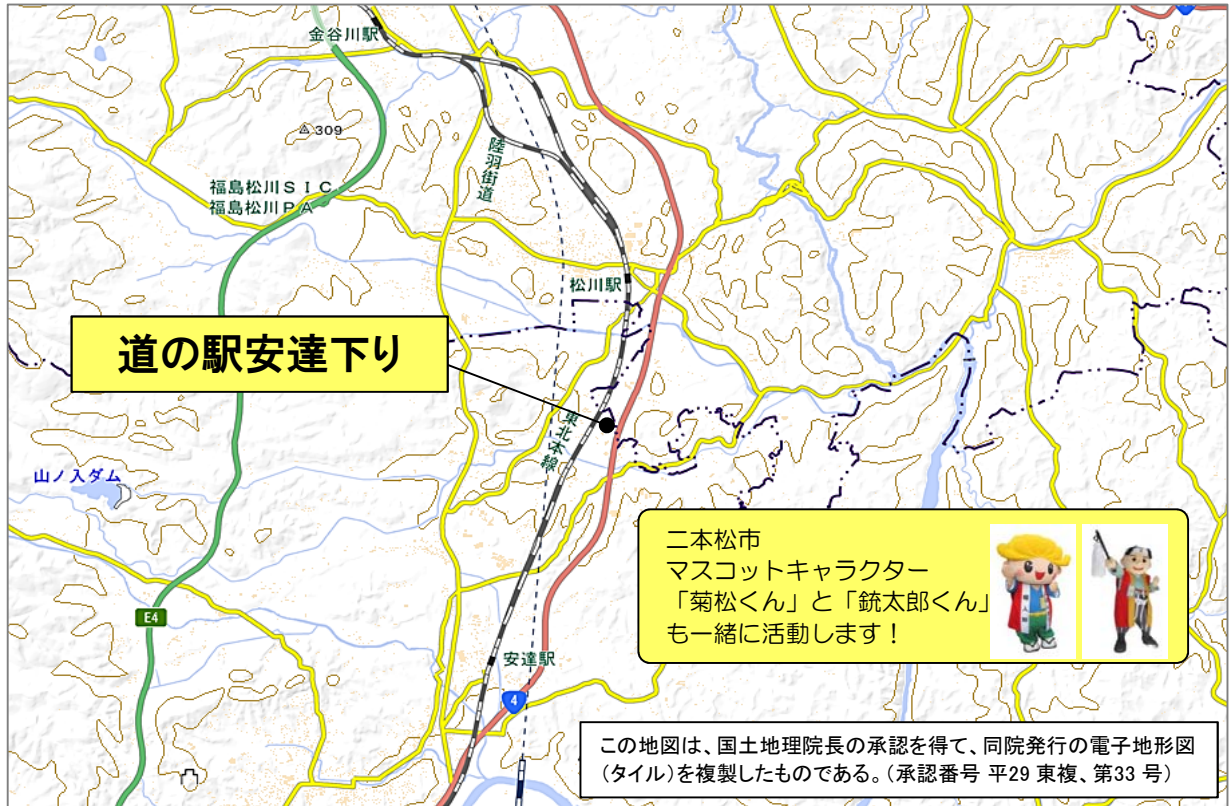 金谷川駅
309
陸羽街道
福島松川SIC
福島松川PA
松川駅
道の駅安達下り
東北本線
山ノ入ダム
二本松市
マスコットキャラクター
「菊松くん」と「銃太郎くん」
も一緒に活動します！
E4
安達駅
4
この地図は、国土地理院長の承認を得て、同院発行の電子地形図
（タイル）を複製したものである。（承認番号 平29 東複、第33 号）